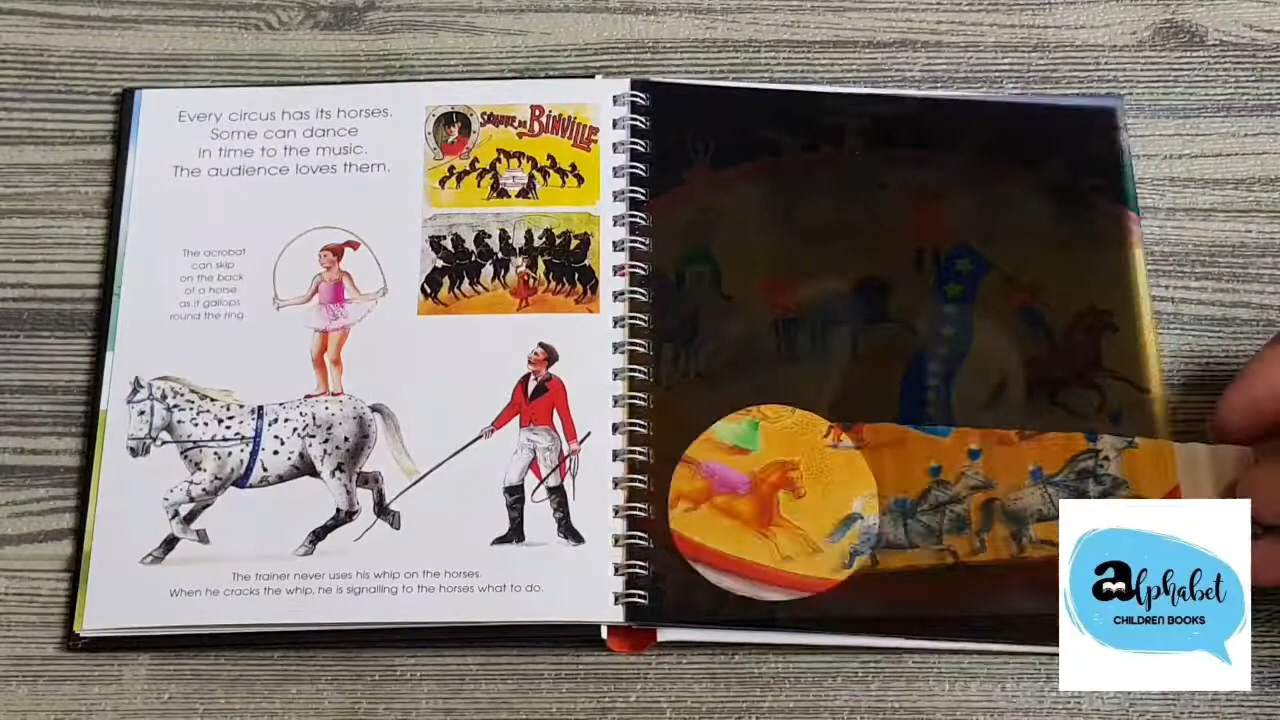 Every circus has its horses.
Some can dance
in time to the music.
The audience loves them.
BINVILLE
The acrobat
can skip
on the back
of a horse
as it gallops
round the ring
The trainer never uses his whip on the horses.
When he cracks the whip, he is signalling to the horses what to do.
alphabet
CHILDREN BOOKS